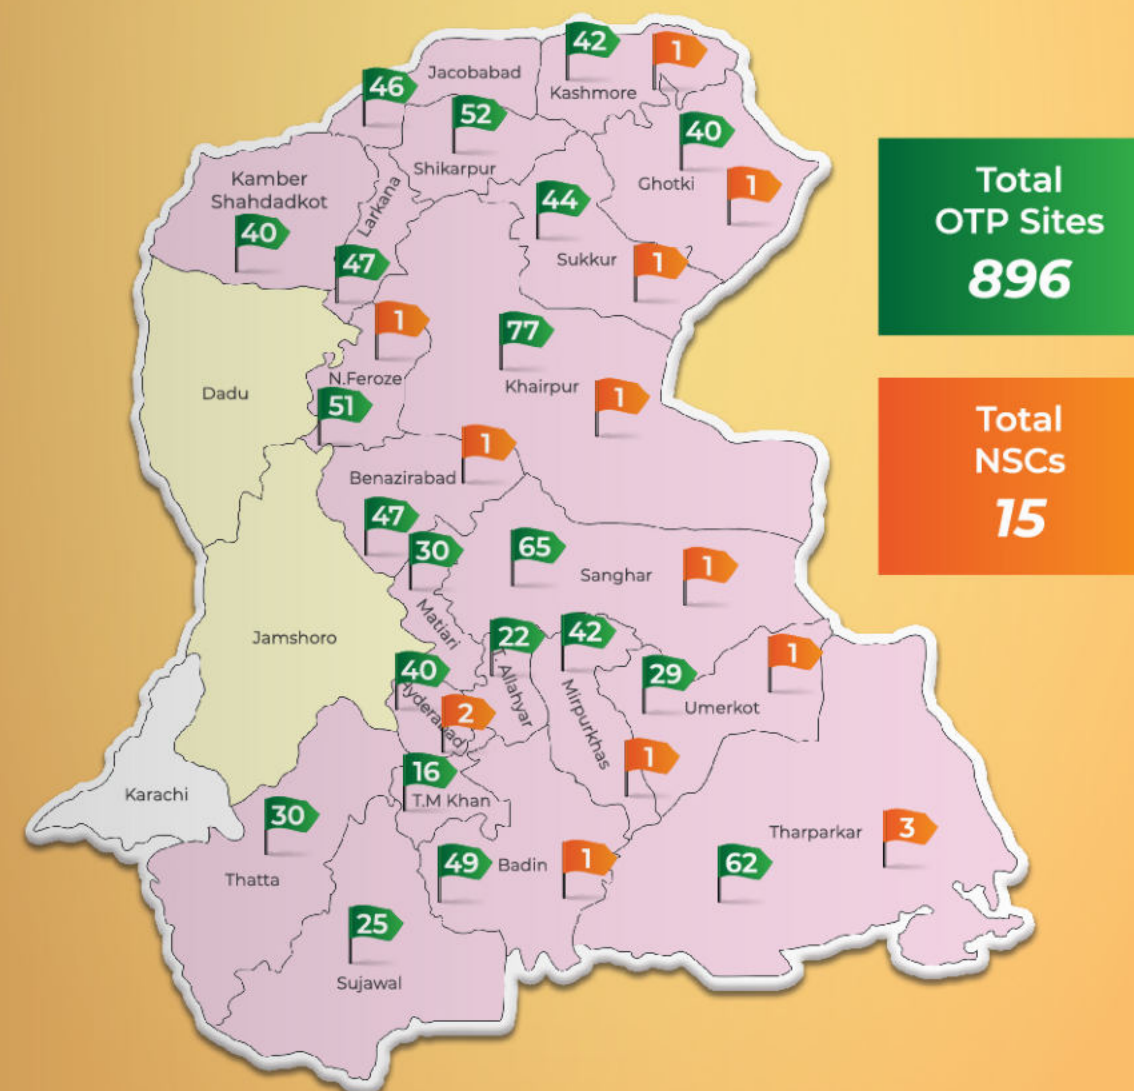 42
1
Jacobabad
Kashmore
46
52
40
Shikarpur
Kamber
Shahdadkot
Larkana
Ghotki
1
44
40
47
Sukkur
1
1
77
N.Feroze
Khairpur
1
Dadu
51
1
Benazirabad
47
30
65
Sanghar
1
Matiari
Jamshoro
22
42
T. Allahyar
1
40
Hyderabad
2
Mirpurkhas
29
Umerkot
1
16
T.M Khan
Karachi
30
Thatta
49
Badin
1
Tharparkar
3
62
25
Sujawal
Total
OTP Sites
896
Total
NSCs
15